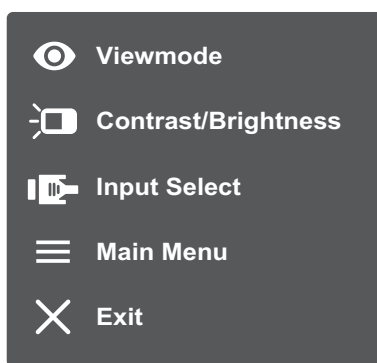 Viewmode
Contrast/Brightness
Input Select
Main Menu
Exit